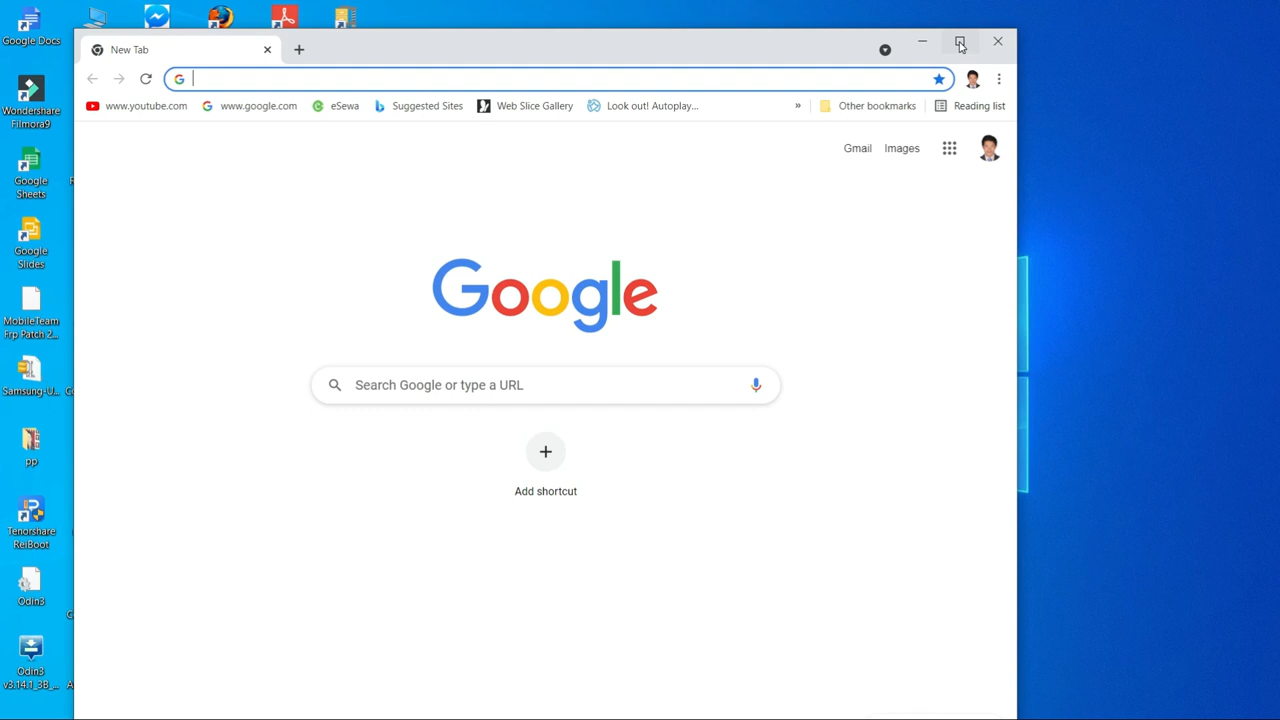 Google Docs
New Tab
www.youtube.com www.google.com eSewa Suggested Sites Web Slice Gallery Look out! Autoplay... » Other bookmarks Reading list
Gmail Images
Google
Search Google or type a URL
Add shortcut
Wondershare
Filmora9
Google
Sheets
Google
Slides
MobileTeam
Frp Patch 2...
Samsung-U...
pp
Tenorshare
ReiBoot
Odin3
Odin3
v3.14.1_3B_...